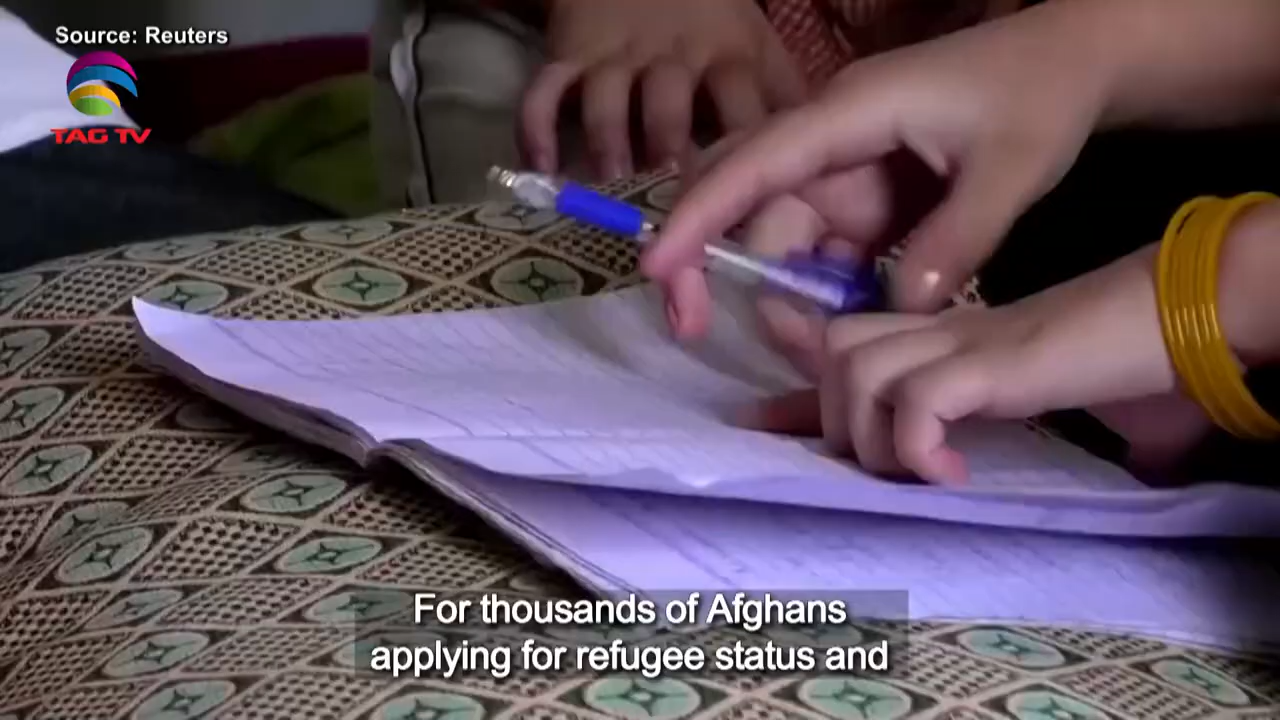 Source: Reuters
TAG TV
For thousands of Afghans
applying for refugee status and